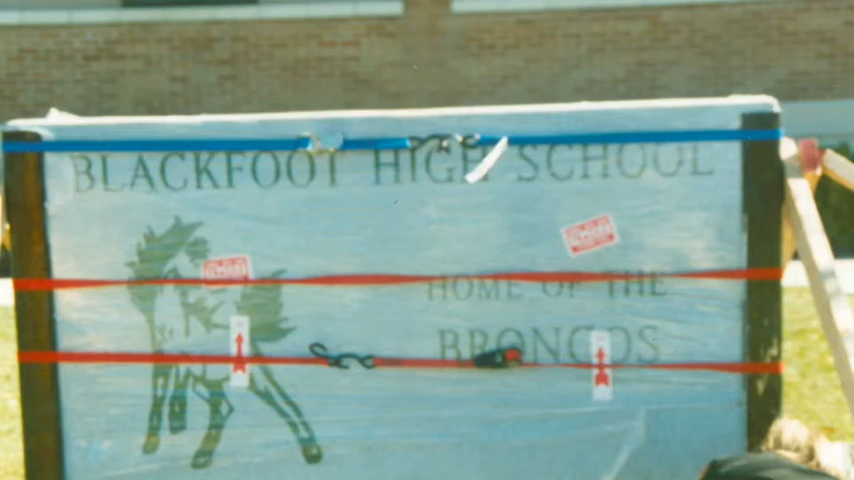 BLACKFOOT HIGH SCHOOL
HOME OF THE
BRONCOS